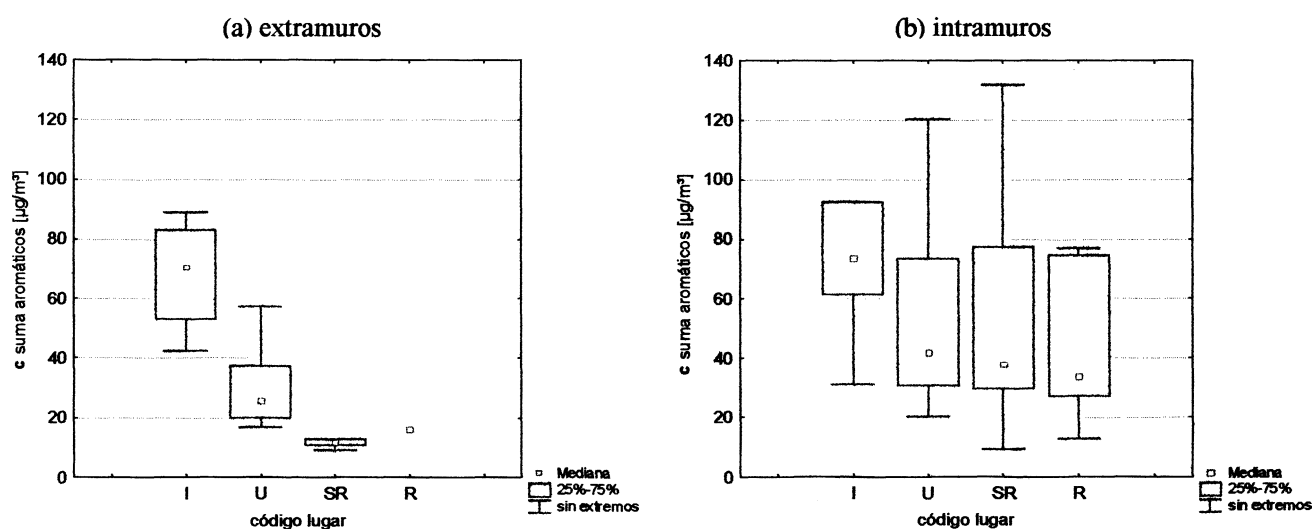 (a) extramuros
140
120
100
80
60
40
20
0
c suma aromáticos [µg/m³]
I U SR R
código lugar
Mediana
25%-75%
sin extremos
(b) intramuros
140
120
100
80
60
40
20
0
c suma aromáticos [µg/m³]
I U SR R
código lugar
Mediana
25%-75%
sin extremos